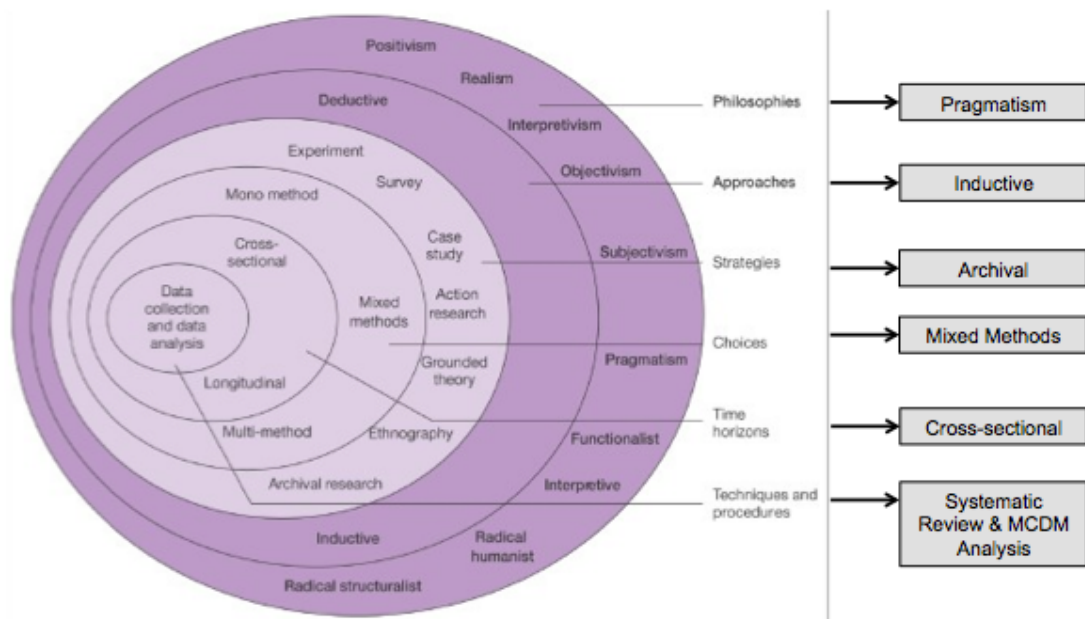 Positivism
Realism
Deductive
Interpretivism
Experiment
Objectivism
Survey
Mono method
Cross-
sectional
Case
study
Subjectivism
Data
collection
and data
analysis
Mixed
methods
Action
research
Pragmatism
Grounded
theory
Longitudinal
Multi-method
Ethnography
Functionalist
Archival research
Interpretive
Inductive
Radical
humanist
Radical structuralist
Philosophies
Pragmatism
Approaches
Inductive
Strategies
Archival
Choices
Mixed Methods
Time
horizons
Cross-sectional
Techniques and
procedures
Systematic
Review & MCDM
Analysis